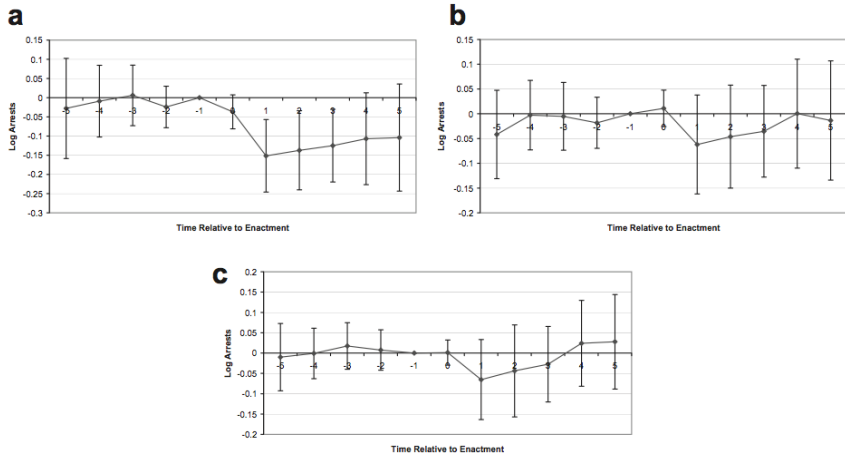 a
0.15
0.1
0.05
0
-0.05
-0.1
-0.15
-0.2
-0.25
-0.3
-5 -4 -3 -2 -1 0 1 2 3 4 5
Log Arrests
Time Relative to Enactment
b
0.15
0.1
0.05
0
-0.05
-0.1
-0.15
-0.2
-5 -4 -3 -2 -1 0 1 2 3 4 5
Log Arrests
Time Relative to Enactment
c
0.2
0.15
0.1
0.05
0
-0.05
-0.1
-0.15
-0.2
-5 -4 -3 -2 -1 0 1 2 3 4 5
Log Arrests
Time Relative to Enactment